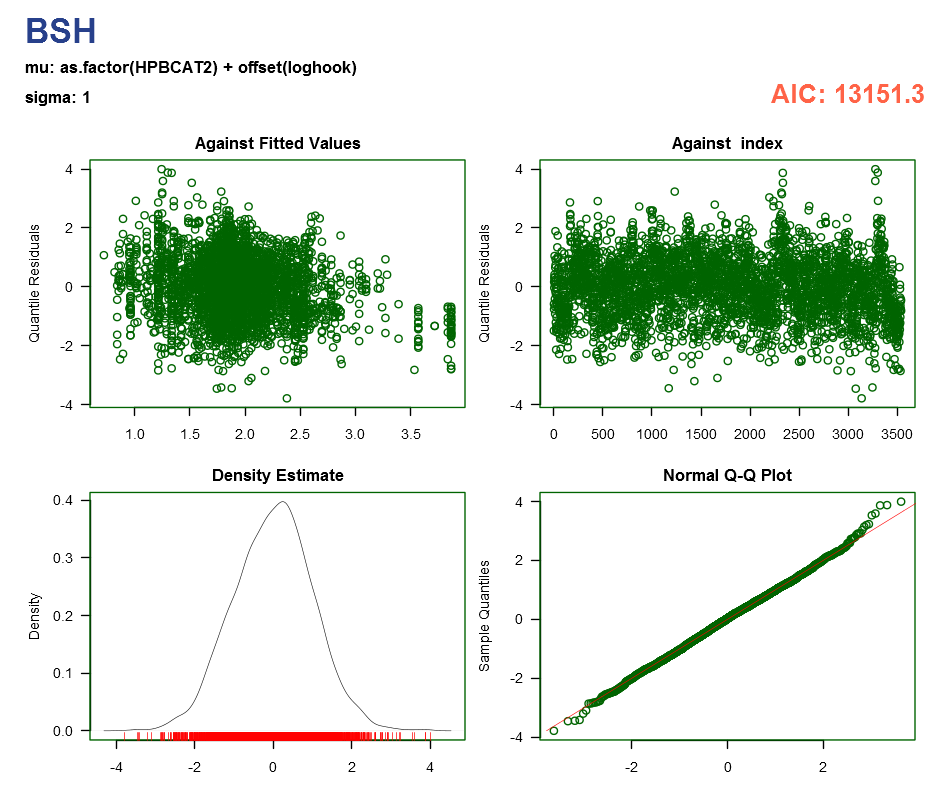 BSH
mu: as.factor(HPBCAT2) + offset(loghook)
sigma: 1
AIC: 13151.3
Against Fitted Values
Quantile Residuals
4
2
0
-2
-4
1.0 1.5 2.0 2.5 3.0 3.5
Against index
Quantile Residuals
4
2
0
-2
-4
0 500 1000 1500 2000 2500 3000 3500
Density Estimate
Density
0.4
0.3
0.2
0.1
0.0
-4 -2 0 2 4
Normal Q-Q Plot
Sample Quantiles
4
2
0
-2
-4
-2 0 2